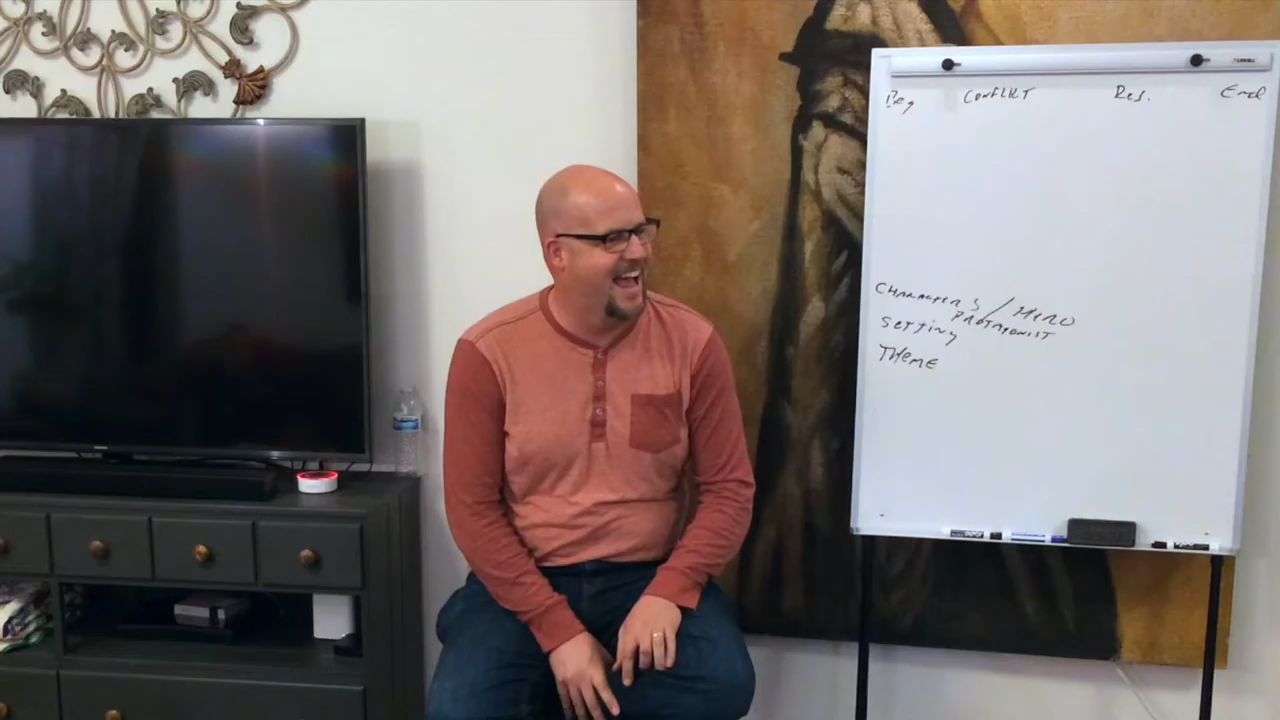 Beg Conflict Res. End
Characters / Hero
Protagonist
Setting
Theme